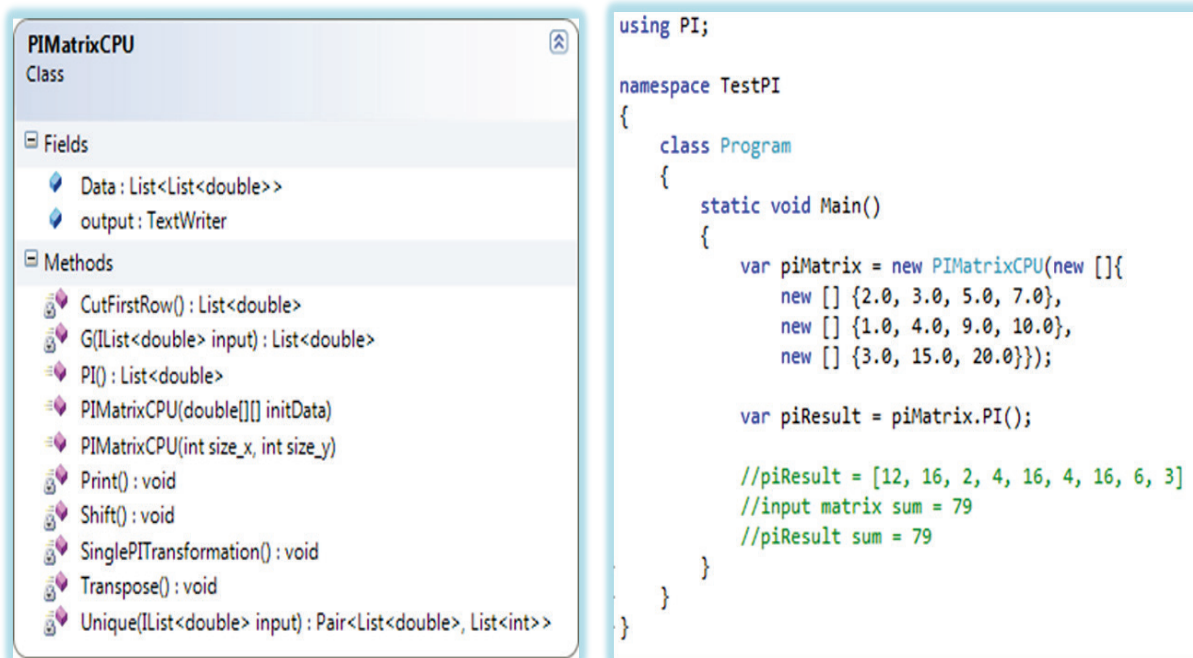 PIMatrixCPU
Class
Fields
Data : List<List<double>>
output : TextWriter
Methods
CutFirstRow() : List<double>
G(IList<double> input) : List<double>
PI() : List<double>
PIMatrixCPU(double[][] initData)
PIMatrixCPU(int size_x, int size_y)
Print() : void
Shift() : void
SinglePITransformation() : void
Transpose() : void
Unique(IList<double> input) : Pair<List<double>, List<int>>
using PI;
namespace TestPI
{
class Program
{
static void Main()
{
var piMatrix = new PIMatrixCPU(new []{
new [] {2.0, 3.0, 5.0, 7.0},
new [] {1.0, 4.0, 9.0, 10.0},
new [] {3.0, 15.0, 20.0}});
var piResult = piMatrix.PI();
//piResult = [12, 16, 2, 4, 16, 4, 16, 6, 3]
//input matrix sum = 79
//piResult sum = 79
}
}
}